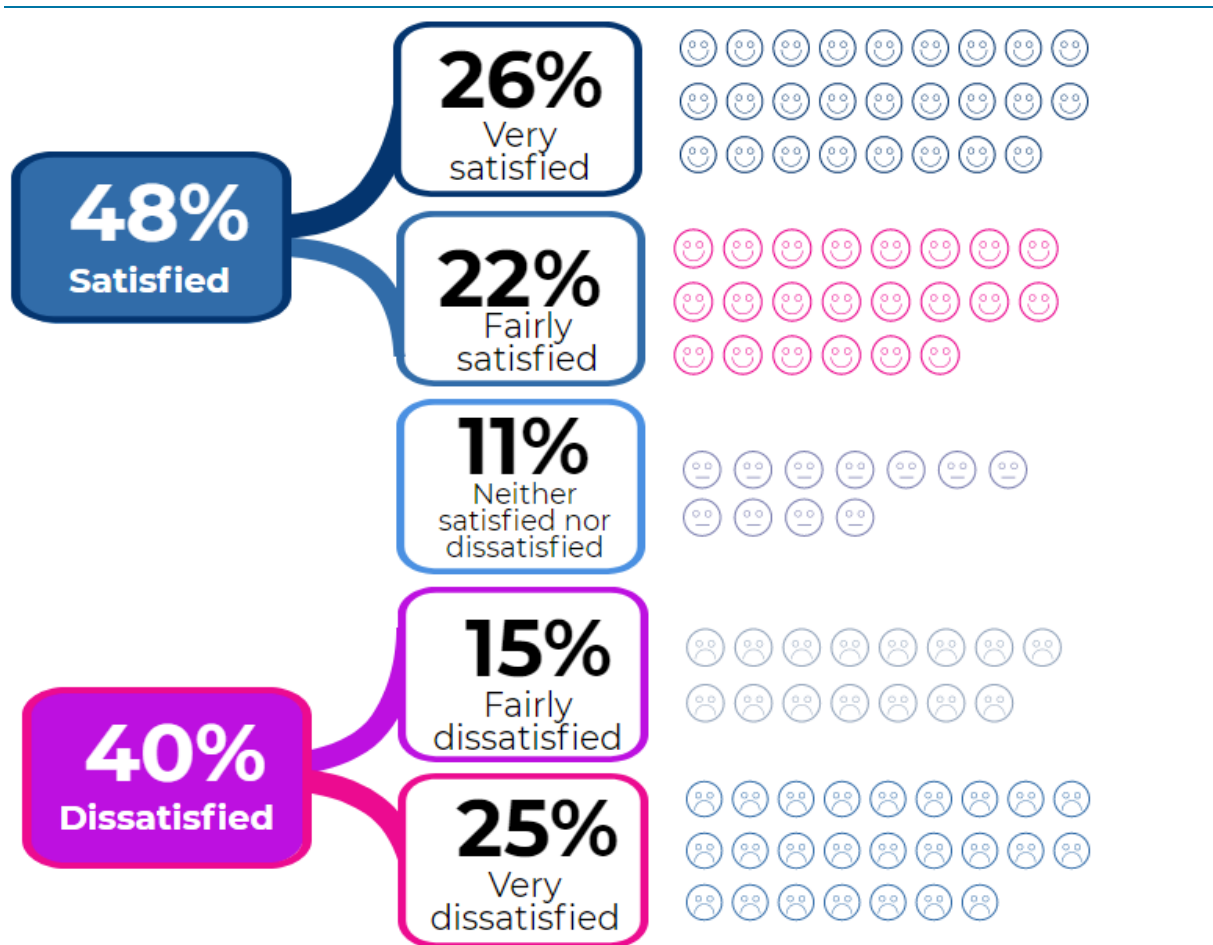 48%
Satisfied
26%
Very
satisfied
22%
Fairly
satisfied
11%
Neither
satisfied nor
dissatisfied
40%
Dissatisfied
15%
Fairly
dissatisfied
25%
Very
dissatisfied